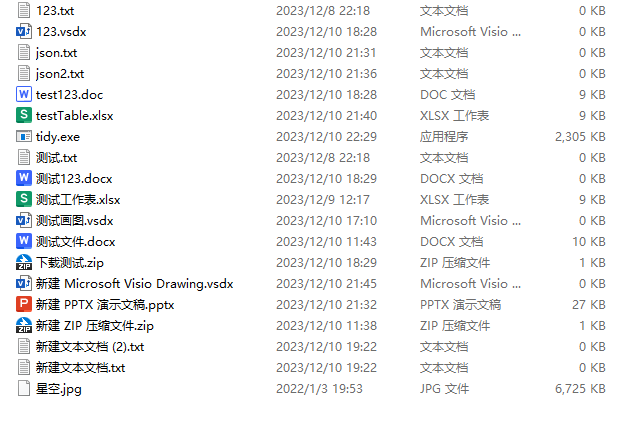 123.txt 2023/12/8 22:18 文本文档 0 KB
123.vsdx 2023/12/10 18:28 Microsoft Visio ... 0 KB
json.txt 2023/12/10 21:31 文本文档 0 KB
json2.txt 2023/12/10 21:36 文本文档 0 KB
test123.doc 2023/12/10 18:28 DOC 文档 9 KB
testTable.xlsx 2023/12/10 21:40 XLSX 工作表 9 KB
tidy.exe 2023/12/10 22:29 应用程序 2,305 KB
测试.txt 2023/12/8 22:18 文本文档 0 KB
测试123.docx 2023/12/10 18:29 DOCX 文档 0 KB
测试工作表.xlsx 2023/12/9 12:17 XLSX 工作表 9 KB
测试画图.vsdx 2023/12/10 17:10 Microsoft Visio ... 0 KB
测试文件.docx 2023/12/10 11:43 DOCX 文档 10 KB
下载测试.zip 2023/12/10 18:29 ZIP 压缩文件 1 KB
新建 Microsoft Visio Drawing.vsdx 2023/12/10 21:45 Microsoft Visio ... 0 KB
新建 PPTX 演示文稿.pptx 2023/12/10 21:32 PPTX 演示文稿 27 KB
新建 ZIP 压缩文件.zip 2023/12/10 11:38 ZIP 压缩文件 1 KB
新建文本文档 (2).txt 2023/12/10 19:22 文本文档 0 KB
新建文本文档.txt 2023/12/10 19:22 文本文档 0 KB
星空.jpg 2022/1/3 19:53 JPG 文件 6,725 KB